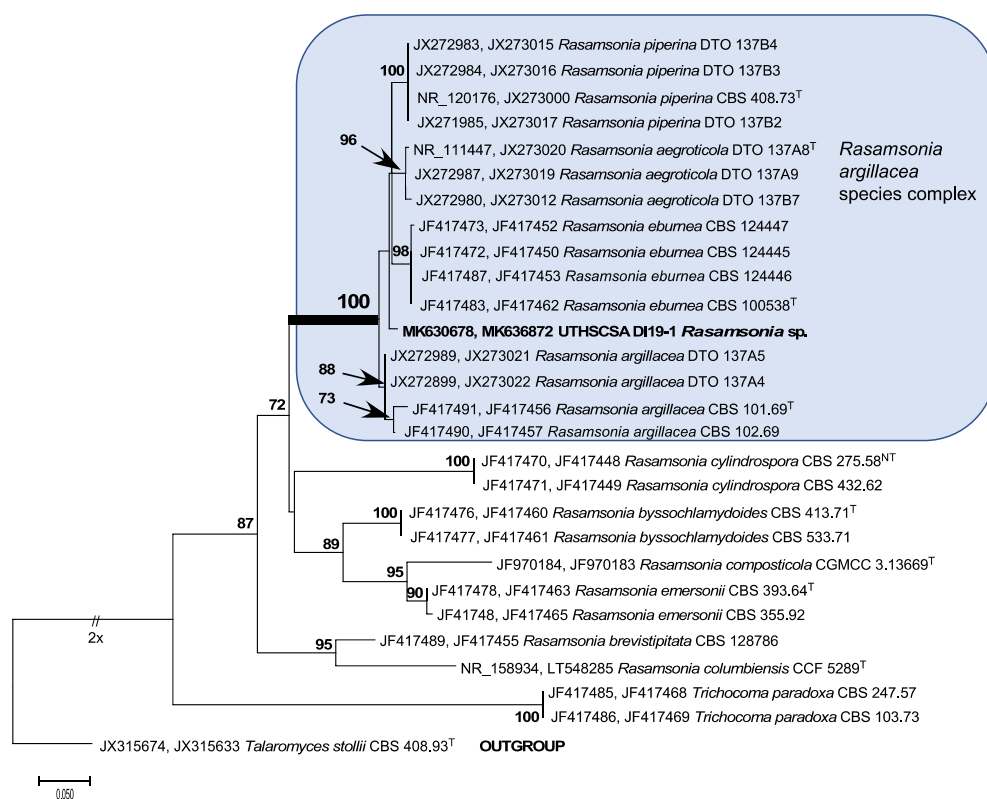 JX272983, JX273015 Rasamsonia piperina DTO 137B4
100
JX272984, JX273016 Rasamsonia piperina DTO 137B3
NR_120176, JX273000 Rasamsonia piperina CBS 408.73T
JX271985, JX273017 Rasamsonia piperina DTO 137B2
96
NR_111447, JX273020 Rasamsonia aegroticola DTO 137A8T
JX272987, JX273019 Rasamsonia aegroticola DTO 137A9
JX272980, JX273012 Rasamsonia aegroticola DTO 137B7
Rasamsonia
argillacea
species complex
JF417473, JF417452 Rasamsonia eburnea CBS 124447
98
JF417472, JF417450 Rasamsonia eburnea CBS 124445
JF417487, JF417453 Rasamsonia eburnea CBS 124446
JF417483, JF417462 Rasamsonia eburnea CBS 100538T
100
MK630678, MK636872 UTHSCSA DI19-1 Rasamsonia sp.
JX272989, JX273021 Rasamsonia argillacea DTO 137A5
88
JX272899, JX273022 Rasamsonia argillacea DTO 137A4
73
JF417491, JF417456 Rasamsonia argillacea CBS 101.69T
JF417490, JF417457 Rasamsonia argillacea CBS 102.69
72
100
JF417470, JF417448 Rasamsonia cylindrospora CBS 275.58NT
JF417471, JF417449 Rasamsonia cylindrospora CBS 432.62
87
100
JF417476, JF417460 Rasamsonia byssochlamydoides CBS 413.71T
JF417477, JF417461 Rasamsonia byssochlamydoides CBS 533.71
89
JF970184, JF970183 Rasamsonia composticola CGMCC 3.13669T
95
90
JF417478, JF417463 Rasamsonia emersonii CBS 393.64T
JF41748, JF417465 Rasamsonia emersonii CBS 355.92
//
2x
95
JF417489, JF417455 Rasamsonia brevistipitata CBS 128786
NR_158934, LT548285 Rasamsonia columbiensis CCF 5289T
JF417485, JF417468 Trichocoma paradoxa CBS 247.57
100
JF417486, JF417469 Trichocoma paradoxa CBS 103.73
JX315674, JX315633 Talaromyces stollii CBS 408.93T OUTGROUP
0.050